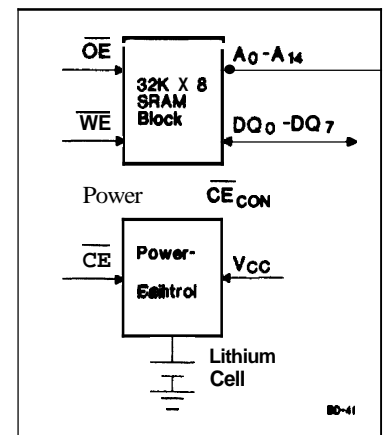 OE
A0-A14
32K X 8
SRAM
Block
WE
DQ0-DQ7
Power
CECON
CE
Power-
VCC
Lithium
Cell
BD-41